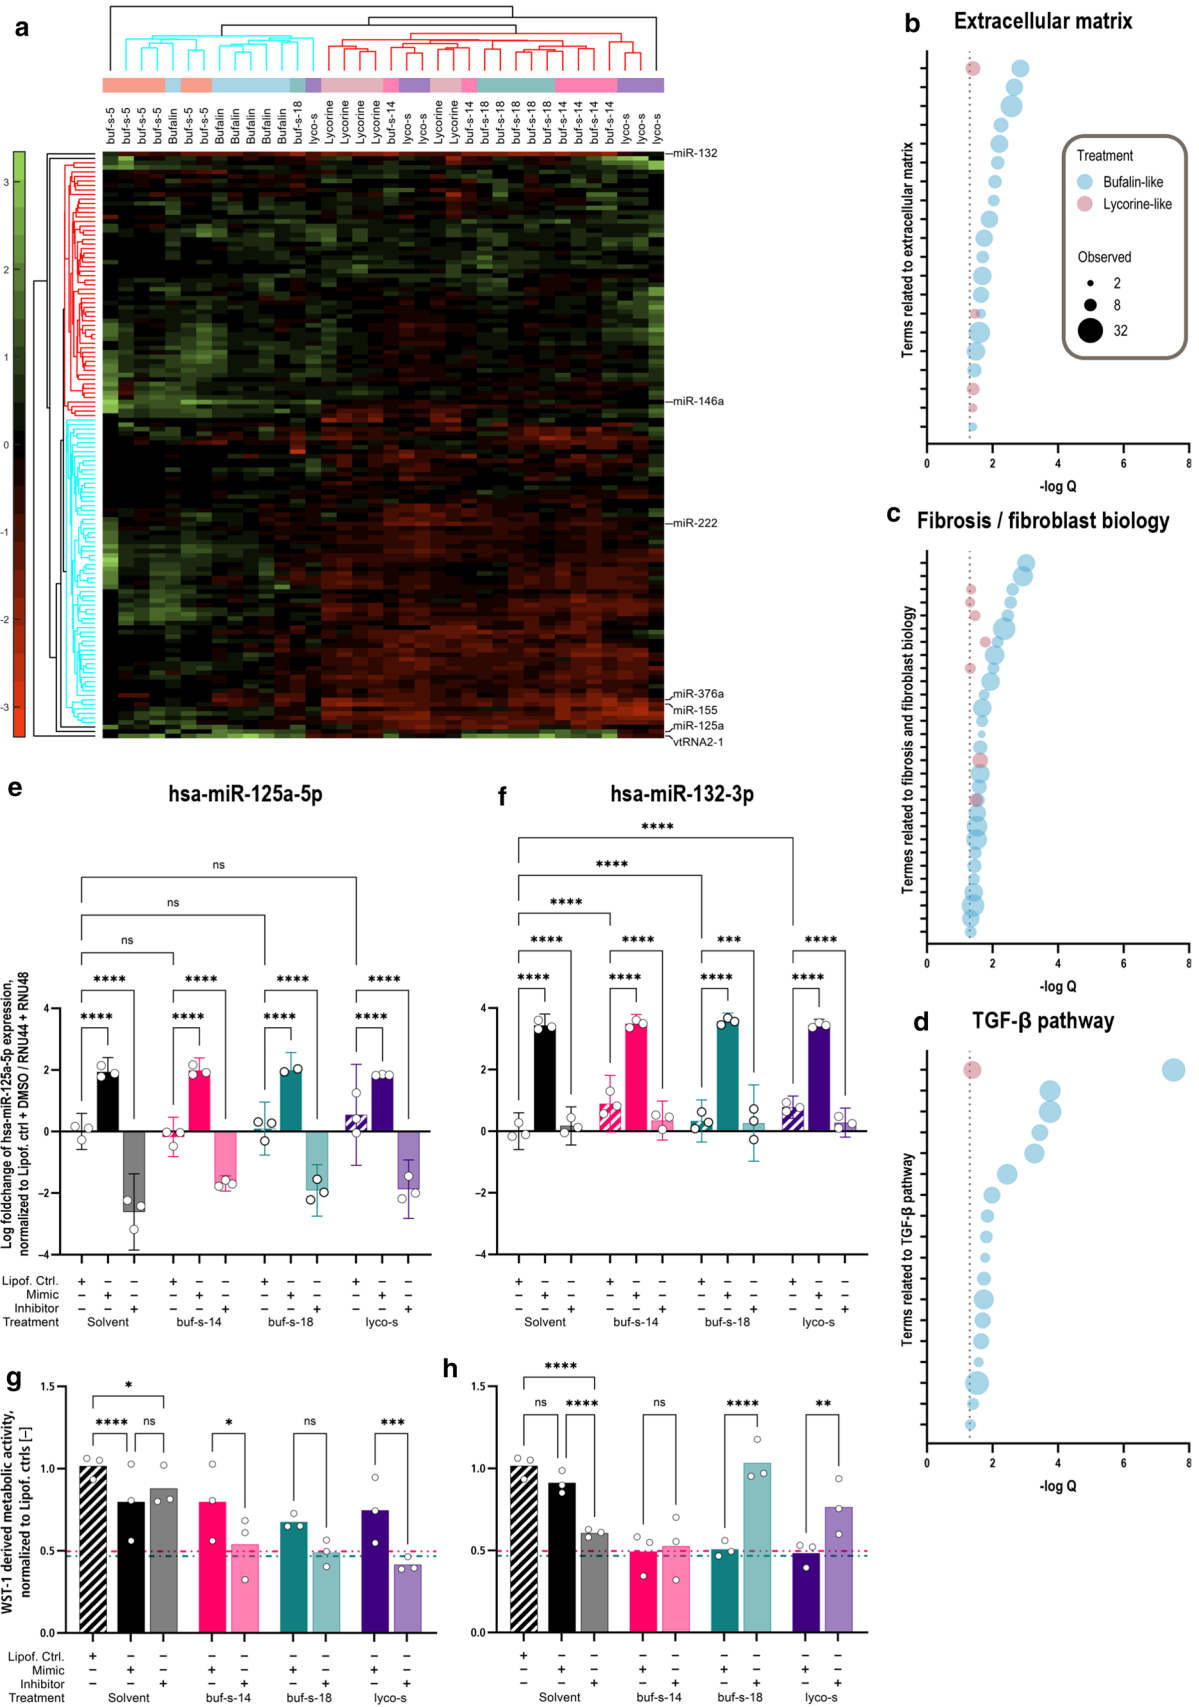 a
buf-s-5
buf-s-5
buf-s-5
buf-s-5
Bufalin
buf-s-5
buf-s-5
Bufalin
Bufalin
Bufalin
Bufalin
Bufalin
buf-s-18
lyco-s
Lycorine
Lycorine
Lycorine
Lycorine
buf-s-14
lyco-s
lyco-s
Lycorine
Lycorine
buf-s-14
buf-s-18
buf-s-18
buf-s-18
buf-s-18
buf-s-18
buf-s-14
buf-s-14
buf-s-14
buf-s-14
lyco-s
lyco-s
lyco-s
3
2
1
0
-1
-2
-3
miR-132
miR-146a
miR-222
miR-376a
miR-155
miR-125a
vtRNA2-1
b
Extracellular matrix
Terms related to extracellular matrix
Treatment
Bufalin-like
Lycorine-like
Observed
2
8
32
0 2 4 6 8
-log Q
c
Fibrosis / fibroblast biology
Termes related to fibrosis and fibroblast biology
0 2 4 6 8
-log Q
d
TGF-β pathway
Terms related to TGF-β pathway
0 2 4 6 8
-log Q
e
hsa-miR-125a-5p
Log foldchange of hsa-miR-125a-5p expression,
normalized to Lipof. ctrl + DMSO / RNU44 + RNU48
ns
ns
ns
**** **** **** ****
**** **** **** ****
4
2
0
−2
−4
Lipof. Ctrl. + − − + − − + − − + − −
Mimic − + − − + − − + − − + −
Inhibitor − − + − − + − − + − − +
Treatment Solvent buf-s-14 buf-s-18 lyco-s
f
hsa-miR-132-3p
****
****
****
**** **** *** ****
**** **** **** ****
4
2
0
−2
−4
+ − − + − − + − − + − −
− + − − + − − + − − + −
− − + − − + − − + − − +
Solvent buf-s-14 buf-s-18 lyco-s
g
WST-1 derived metabolic activity,
normalized to Lipof. ctrls [–]
*
**** ns * ns ***
1.5
1.0
0.5
0.0
Lipof. Ctrl. + − − − − − − − −
Mimic − + − + − + − + −
Inhibitor − − + − + − + − +
Treatment Solvent buf-s-14 buf-s-18 lyco-s
h
****
ns **** ns **** **
1.5
1.0
0.5
0.0
+ − − − − − − − −
− + − + − + − + −
− − + − + − + − +
Solvent buf-s-14 buf-s-18 lyco-s